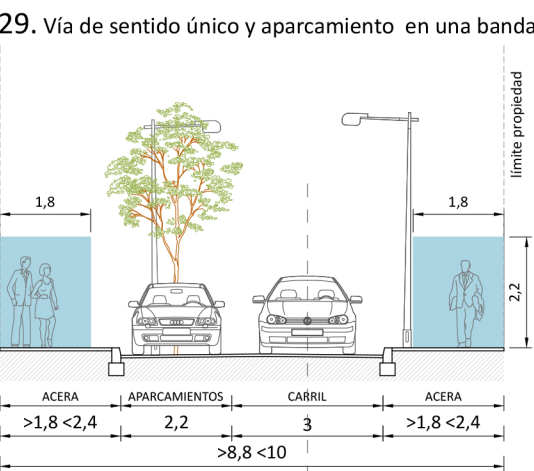 29. Vía de sentido único y aparcamiento en una banda
límite propiedad
1,8
1,8
2,2
ACERA APARCAMIENTOS CARRIL ACERA
>1,8 <2,4 2,2 3 >1,8 <2,4
>8,8 <10